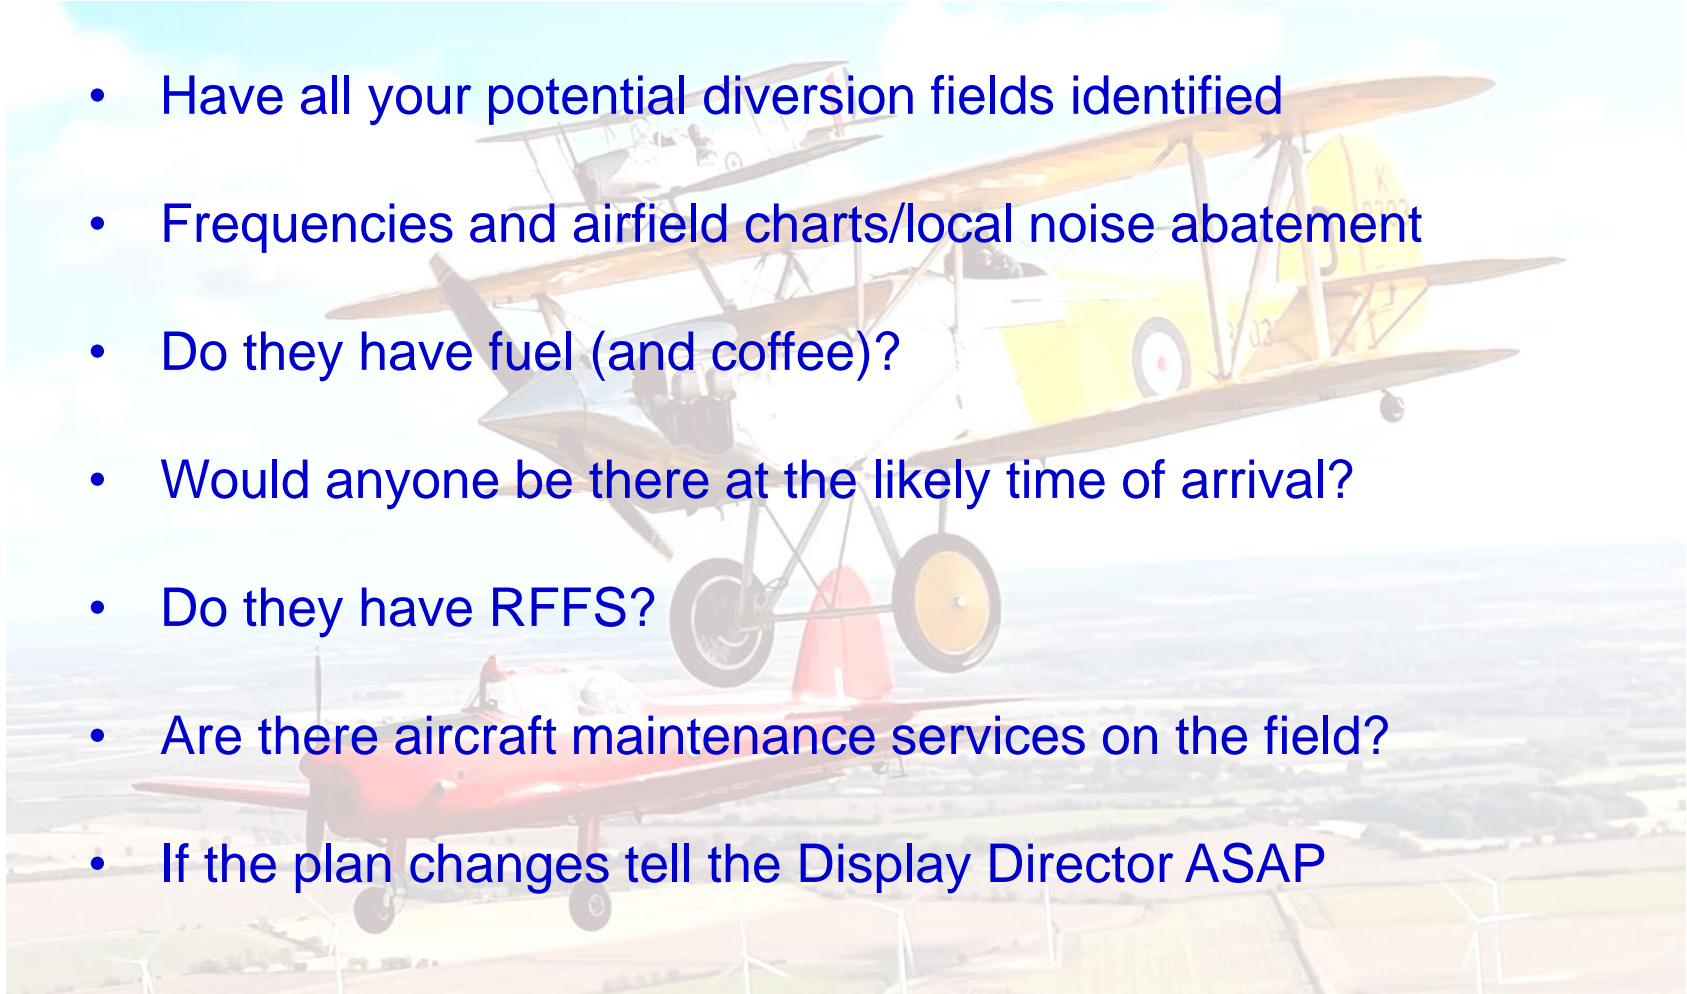 • Have all your potential diversion fields identified
• Frequencies and airfield charts/local noise abatement
• Do they have fuel (and coffee)?
• Would anyone be there at the likely time of arrival?
• Do they have RFFS?
• Are there aircraft maintenance services on the field?
• If the plan changes tell the Display Director ASAP
K